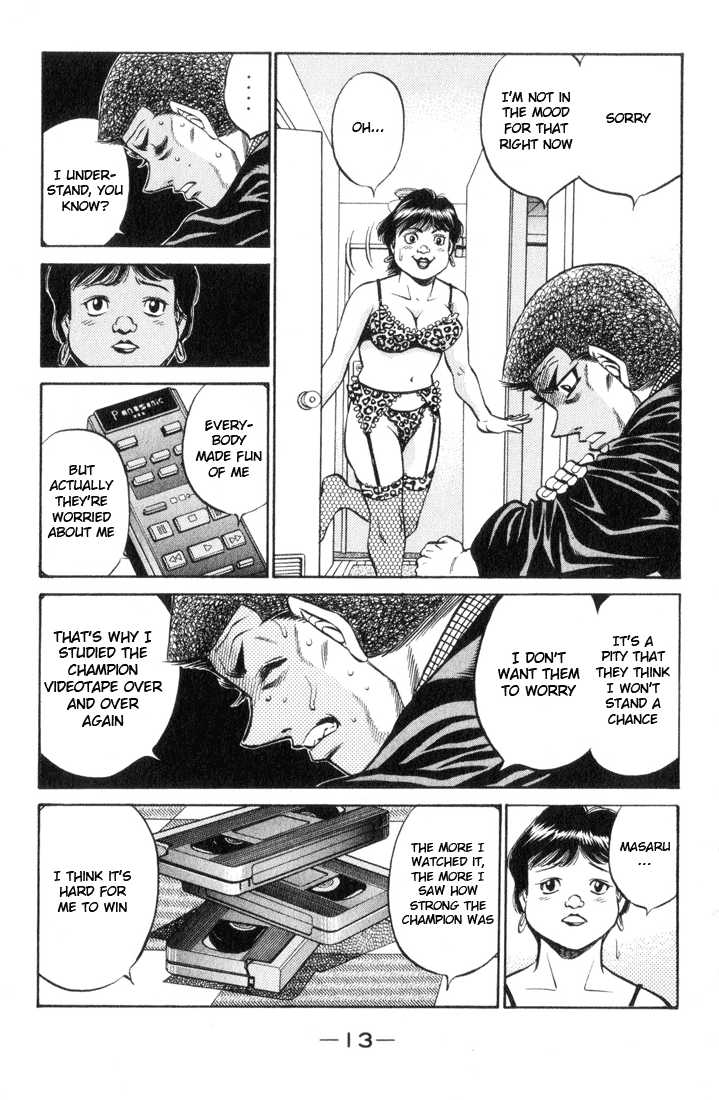 SORRY
I'M NOT IN
THE MOOD
FOR THAT
RIGHT NOW
OH...
....
I UNDER-
STAND, YOU
KNOW?
Panasonic
EVERY-
BODY
MADE FUN
OF ME
BUT
ACTUALLY
THEY'RE
WORRIED
ABOUT ME
IT'S A
PITY THAT
THEY THINK
I WON'T
STAND A
CHANCE
I DON'T
WANT THEM
TO WORRY
THAT'S WHY I
STUDIED THE
CHAMPION
VIDEOTAPE OVER
AND OVER
AGAIN
MASARU
...
THE MORE I
WATCHED IT,
THE MORE I
SAW HOW
STRONG THE
CHAMPION WAS
I THINK IT'S
HARD FOR
ME TO WIN
—13—